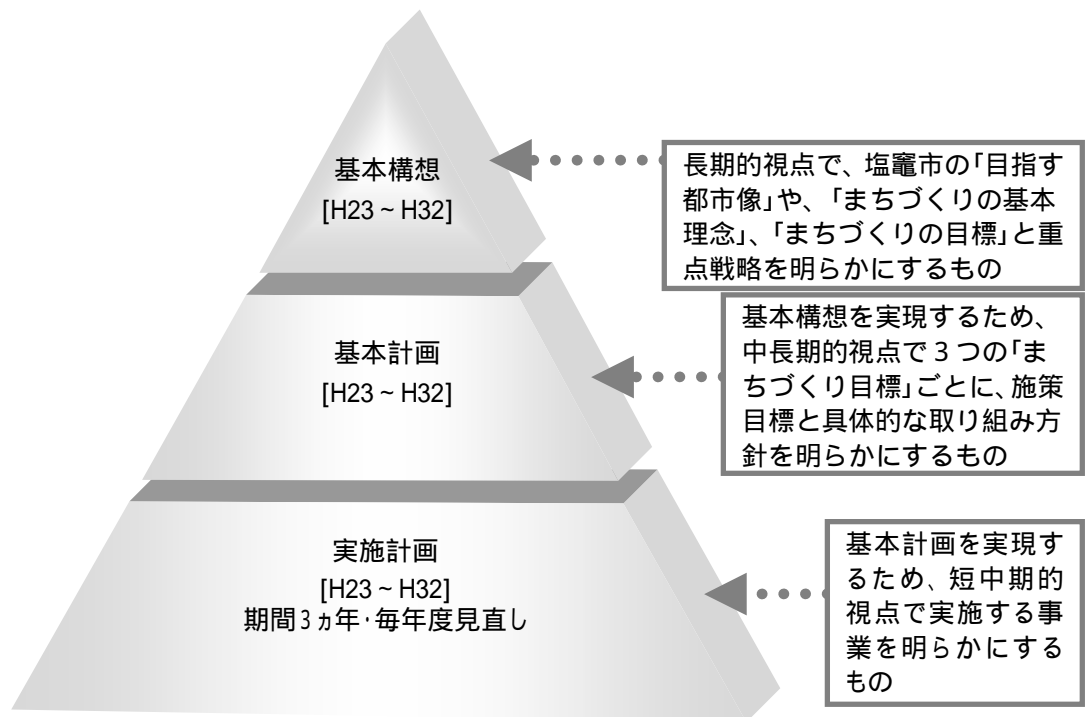 基本構想
[H23～H32]
長期的視点で、塩竈市の｢目指す
都市像｣や、｢まちづくりの基本
理念｣、｢まちづくりの目標｣と重
点戦略を明らかにするもの
基本計画
[H23～H32]
基本構想を実現するため、
中長期的視点で３つの｢ま
ちづくり目標｣ごとに、施策
目標と具体的な取り組み方
針を明らかにするもの
実施計画
[H23～H32]
期間3ヵ年･毎年度見直し
基本計画を実現す
るため、短中期的
視点で実施する事
業を明らかにする
もの